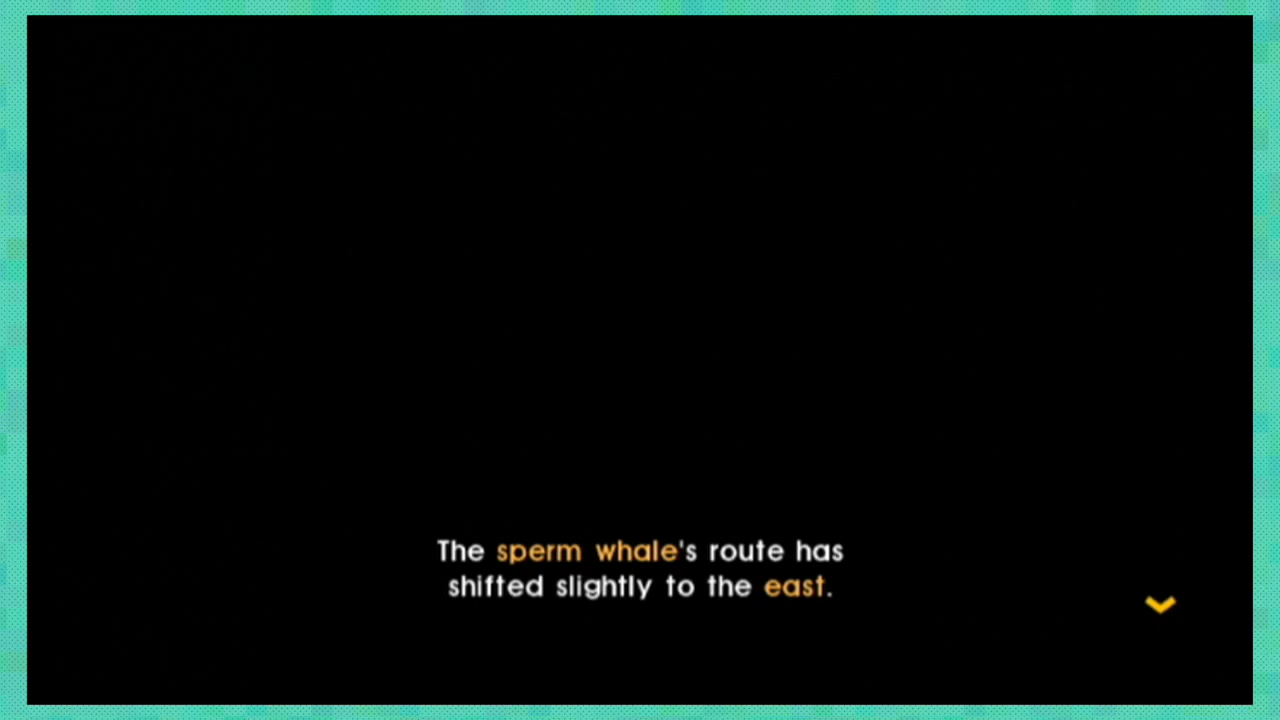 The sperm whale's route has
shifted slightly to the east.